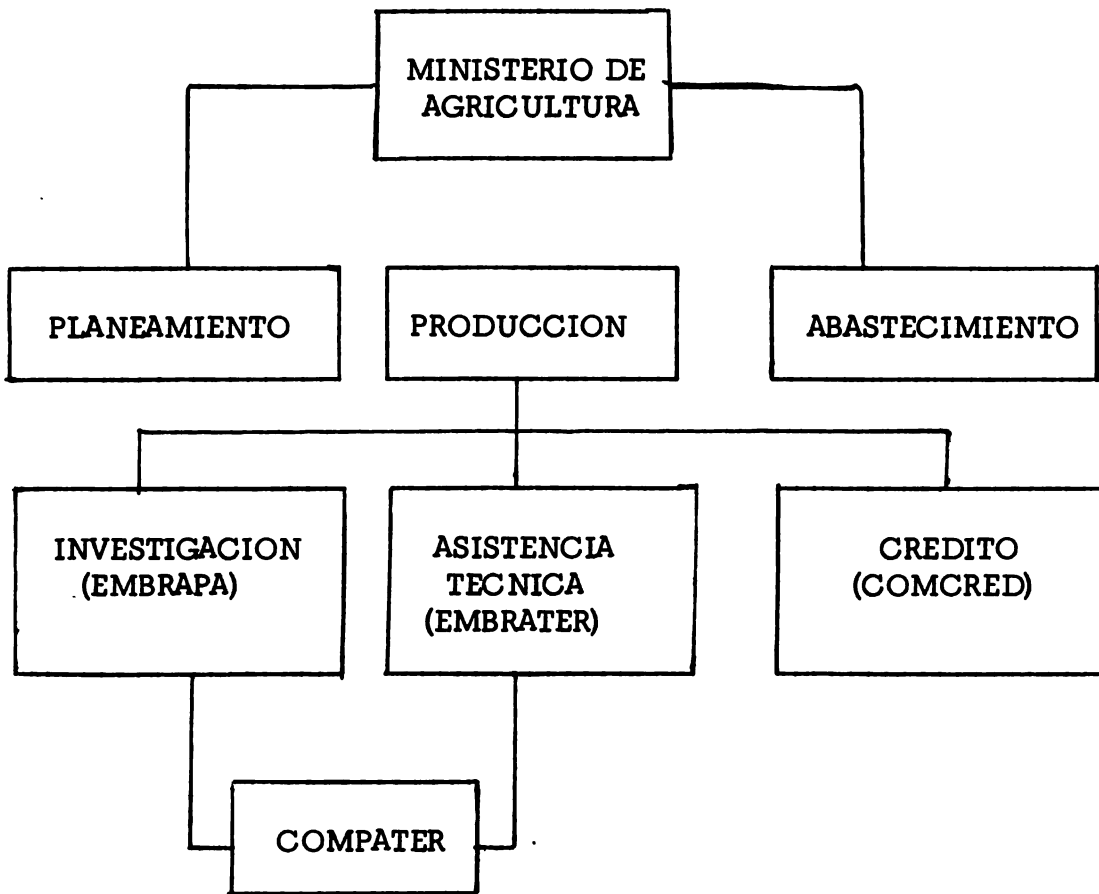 MINISTERIO DE
AGRICULTURA
PLANEAMIENTO
PRODUCCION
ABASTECIMIENTO
INVESTIGACION
(EMBRAPA)
ASISTENCIA
TECNICA
(EMBRATER)
CREDITO
(COMCRED)
COMPATER